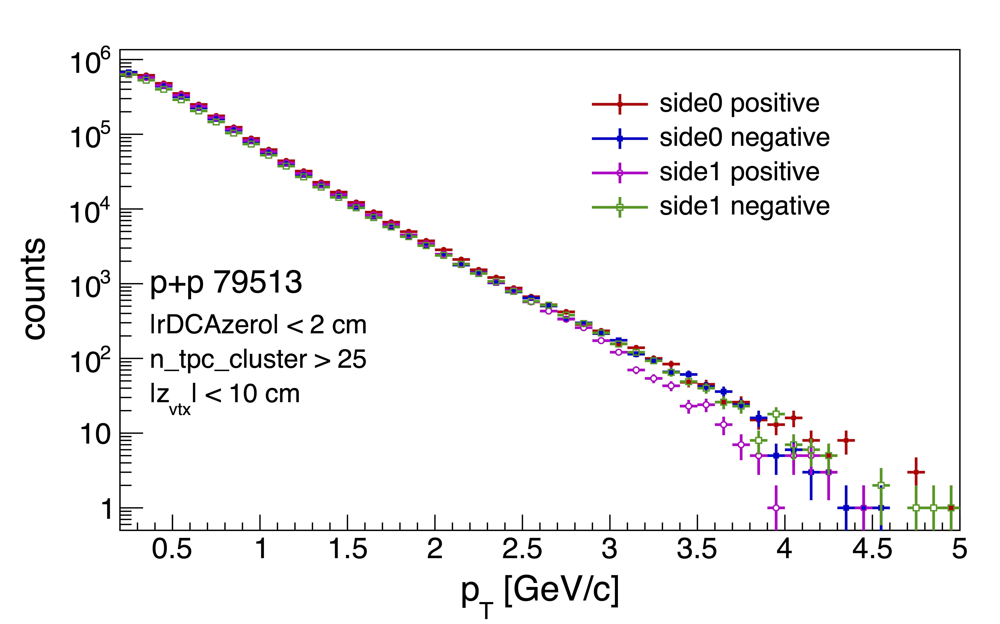 10^6
10^5
10^4
10^3
10^2
10
1
counts
side0 positive
side0 negative
side1 positive
side1 negative
p+p 79513
|rDCAzero| < 2 cm
n_tpc_cluster > 25
|z_vtx| < 10 cm
0.5 1 1.5 2 2.5 3 3.5 4 4.5 5
p_T [GeV/c]